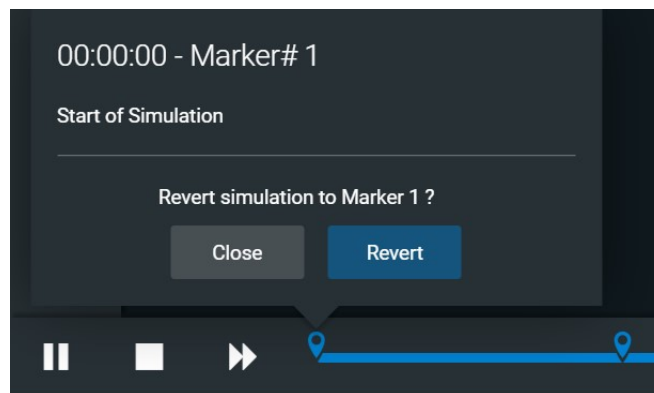 00:00:00 - Marker# 1
Start of Simulation
Revert simulation to Marker 1 ?
Close
Revert